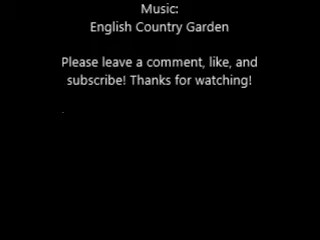 Music:
English Country Garden
Please leave a comment, like, and
subscribe! Thanks for watching!